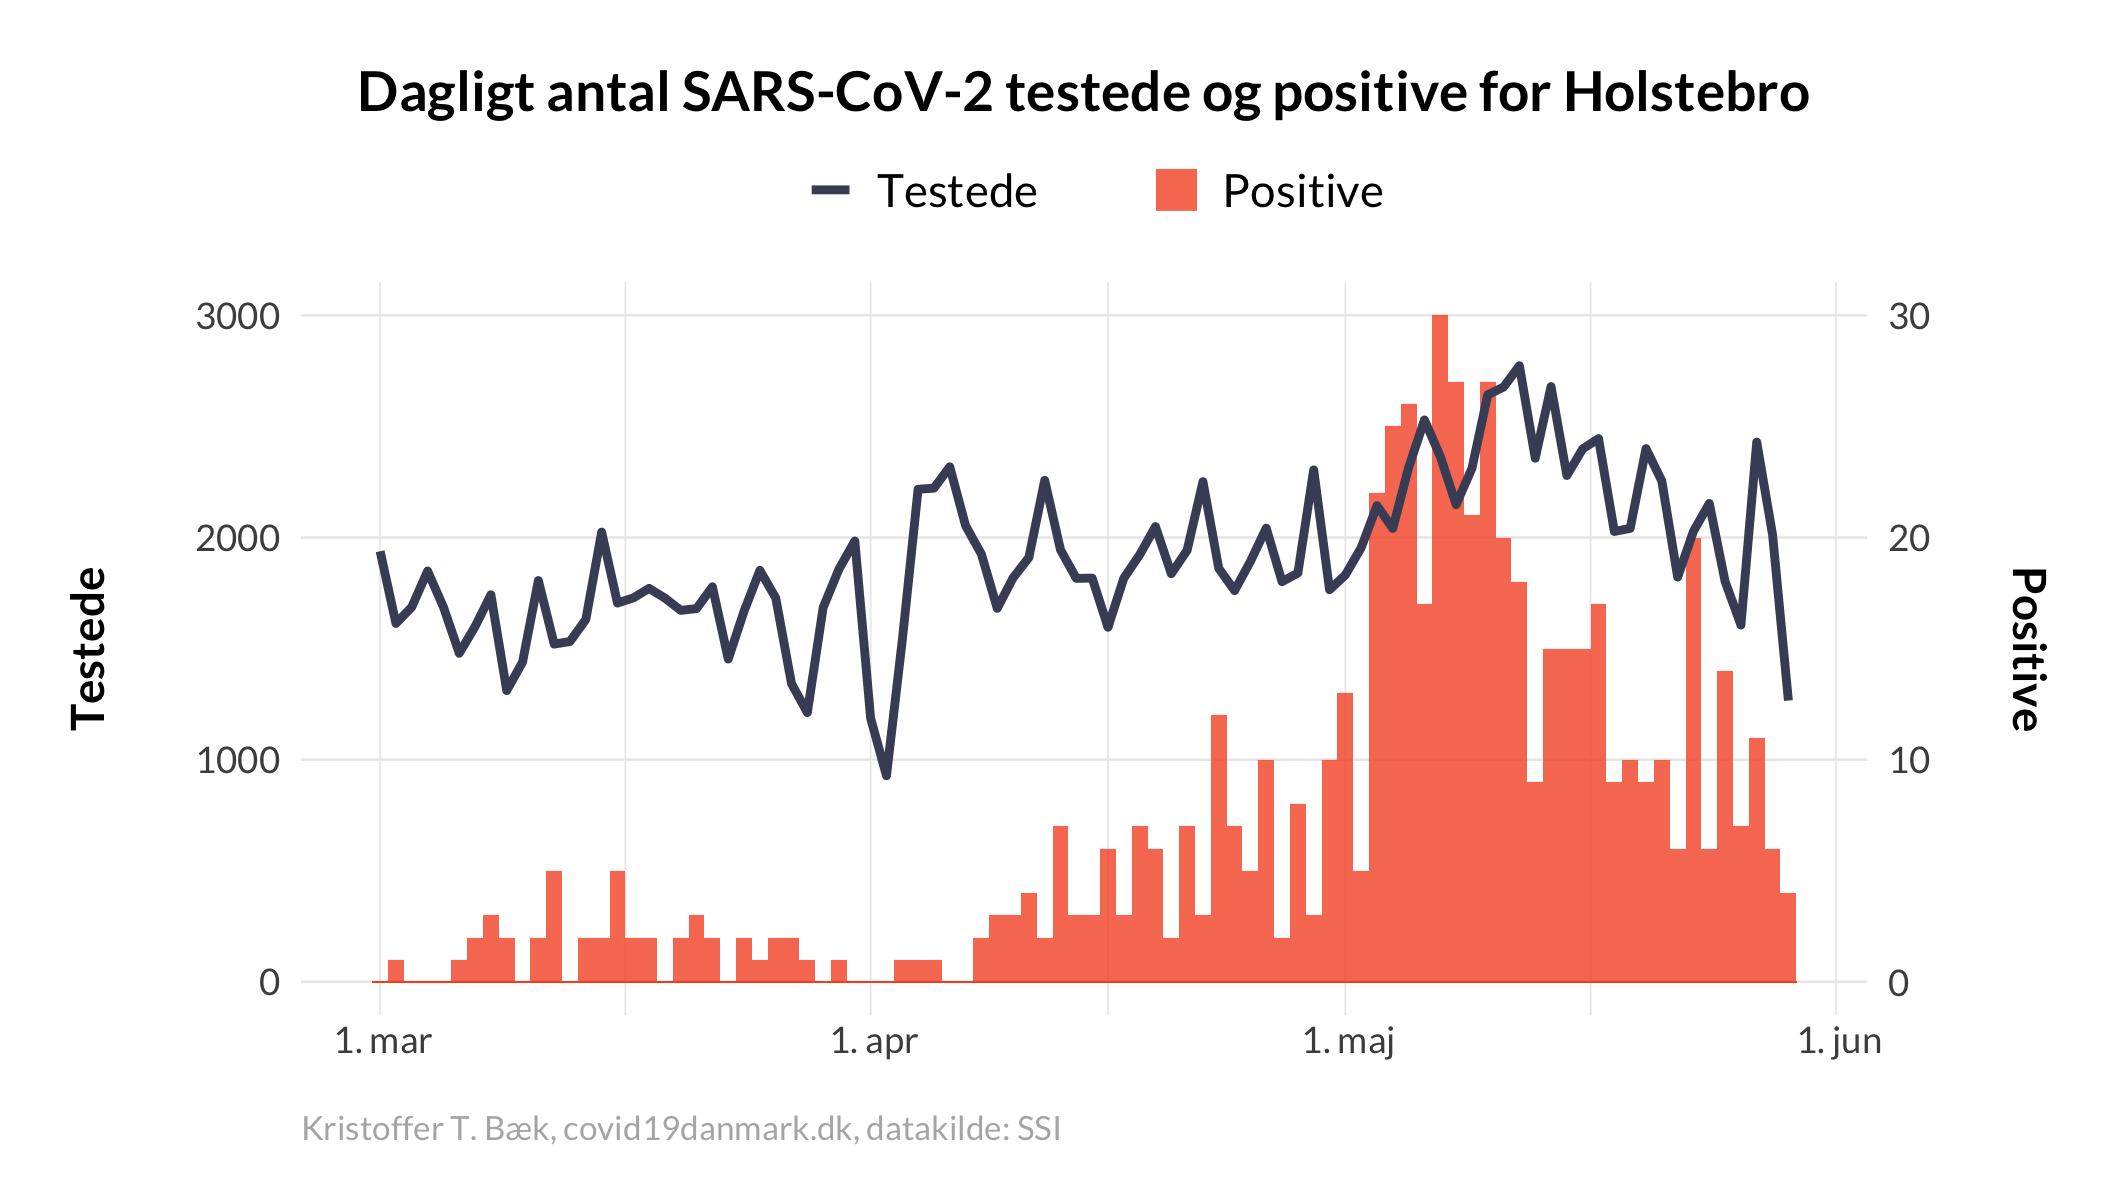 Dagligt antal SARS-CoV-2 testede og positive for Holstebro
Testede
Positive
3000
2000
1000
0
30
20
10
0
Testede
Positive
1. mar
1. apr
1. maj
1. jun
Kristoffer T. Bæk, covid19danmark.dk, datakilde: SSI